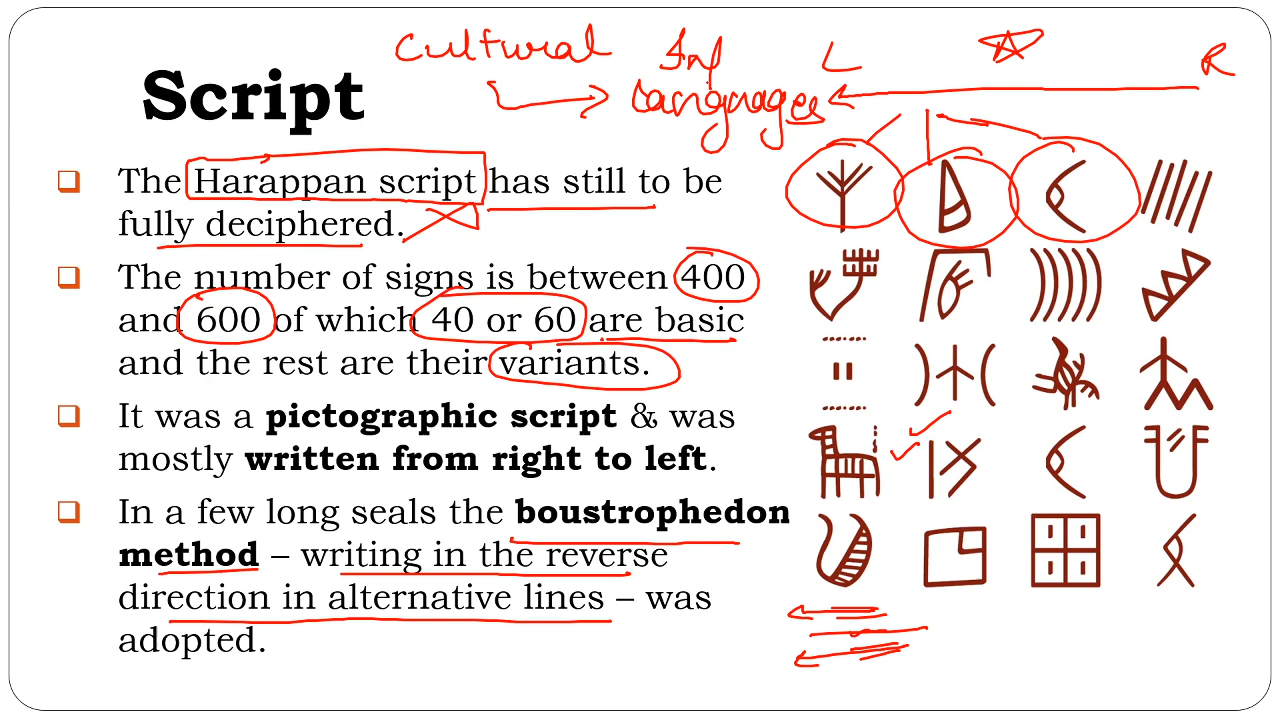 Cultural Inf L R
Script
Languages
The Harappan script has still to be
fully deciphered.
The number of signs is between 400
and 600 of which 40 or 60 are basic
and the rest are their variants.
It was a pictographic script & was
mostly written from right to left.
In a few long seals the boustrophedon
method – writing in the reverse
direction in alternative lines – was
adopted.